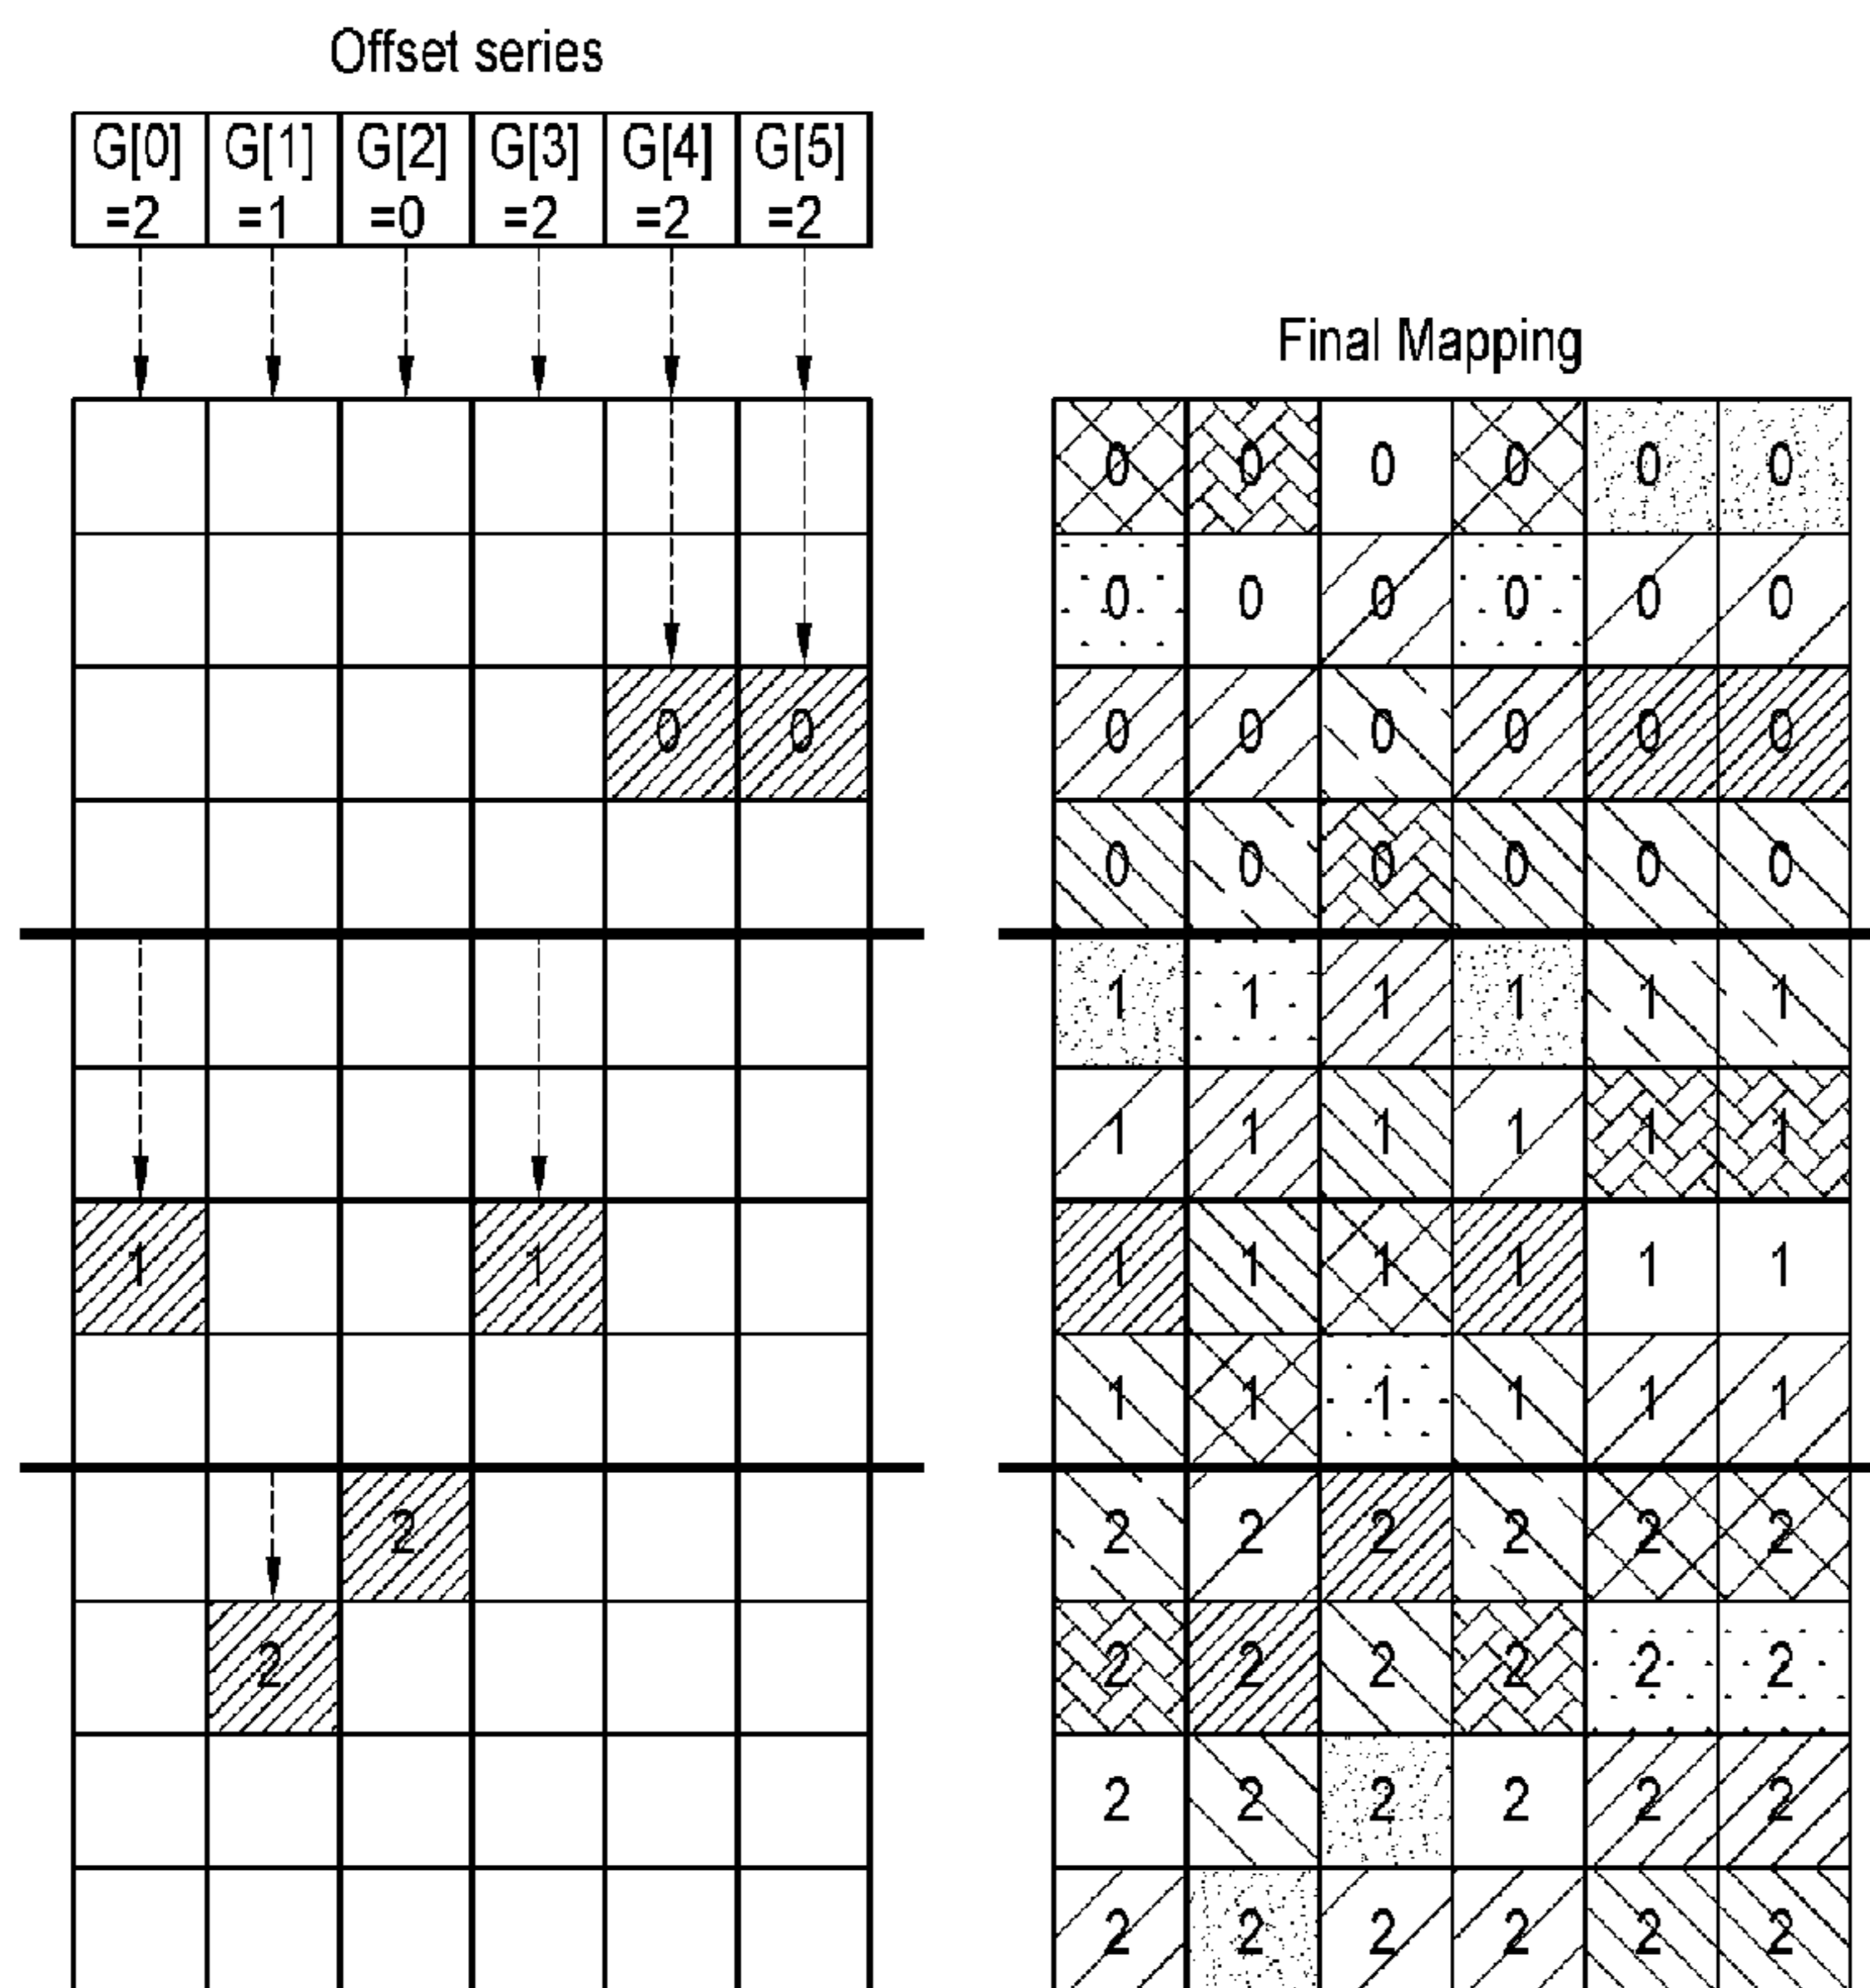 Offset series
G[0] G[1] G[2] G[3] G[4] G[5]
=2 =1 =0 =2 =2 =2
Final Mapping
0 0 0 0 0 0
0 0 0 0 0 0
0 0 0 0 0 0 0 0
0 0 0 0 0 0
1 1 1 1 1 1
1 1 1 1 1 1
1 1 1 1 1 1 1 1
1 1 1 1 1 1
2 2 2 2 2 2 2
2 2 2 2 2 2 2
2 2 2 2 2 2
2 2 2 2 2 2